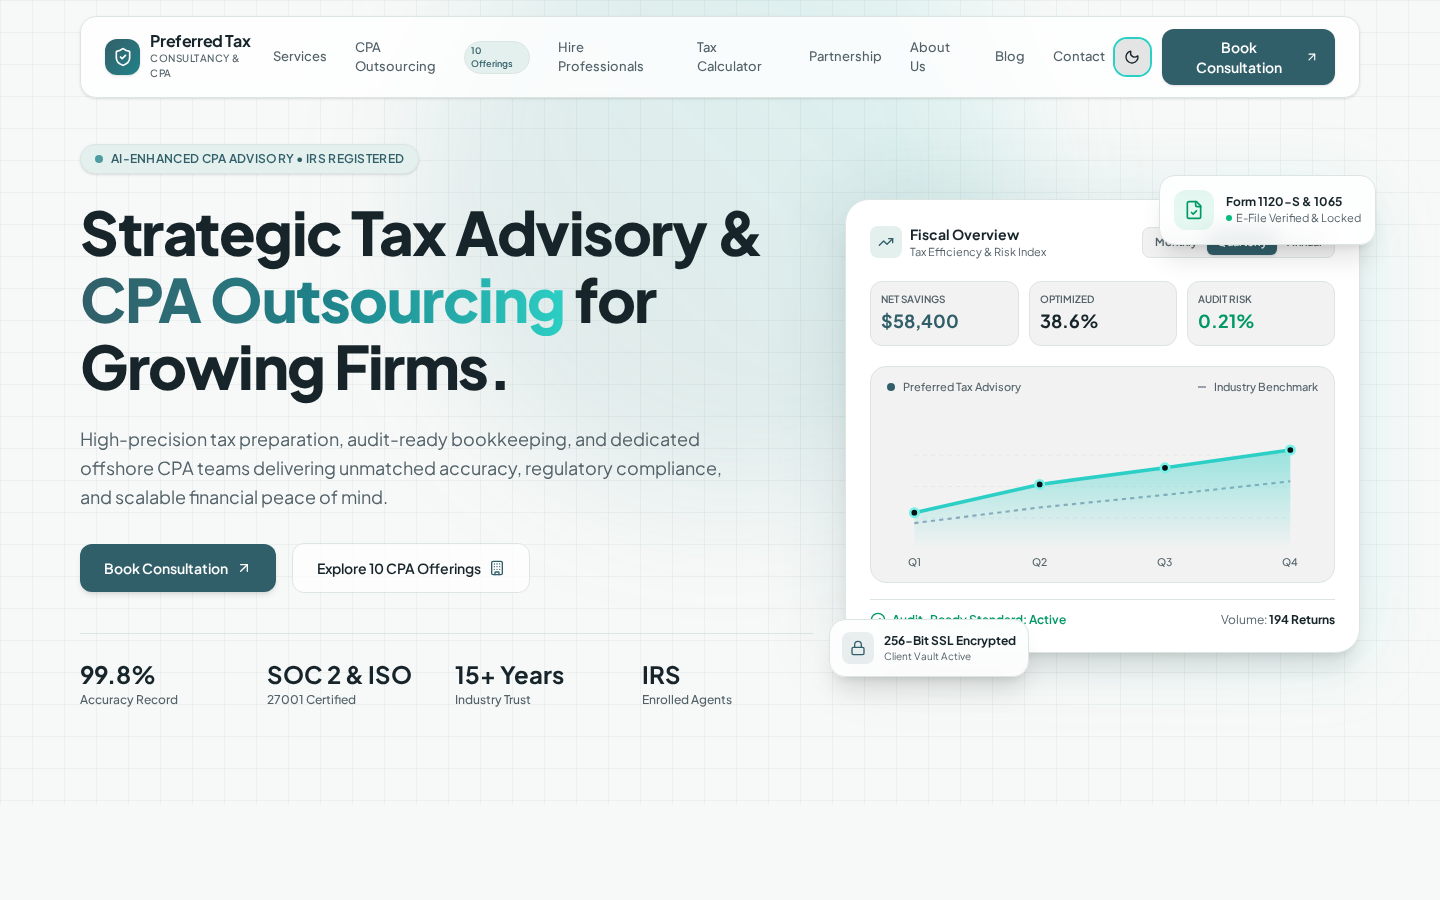 Preferred Tax
CONSULTANCY &
CPA
Services
CPA
Outsourcing
10
Offerings
Hire
Professionals
Tax
Calculator
Partnership
About
Us
Blog
Contact
Book
Consultation
AI-ENHANCED CPA ADVISORY • IRS REGISTERED
Strategic Tax Advisory &
CPA Outsourcing for
Growing Firms.
High-precision tax preparation, audit-ready bookkeeping, and dedicated
offshore CPA teams delivering unmatched accuracy, regulatory compliance,
and scalable financial peace of mind.
Book Consultation
Explore 10 CPA Offerings
99.8%
Accuracy Record
SOC 2 & ISO
27001 Certified
15+ Years
Industry Trust
IRS
Enrolled Agents
Form 1120-S & 1065
E-File Verified & Locked
Fiscal Overview
Tax Efficiency & Risk Index
NET SAVINGS
$58,400
OPTIMIZED
38.6%
AUDIT RISK
0.21%
Preferred Tax Advisory
Industry Benchmark
Q1
Q2
Q3
Q4
Audit-Ready Standard: Active
Volume: 194 Returns
256-Bit SSL Encrypted
Client Vault Active